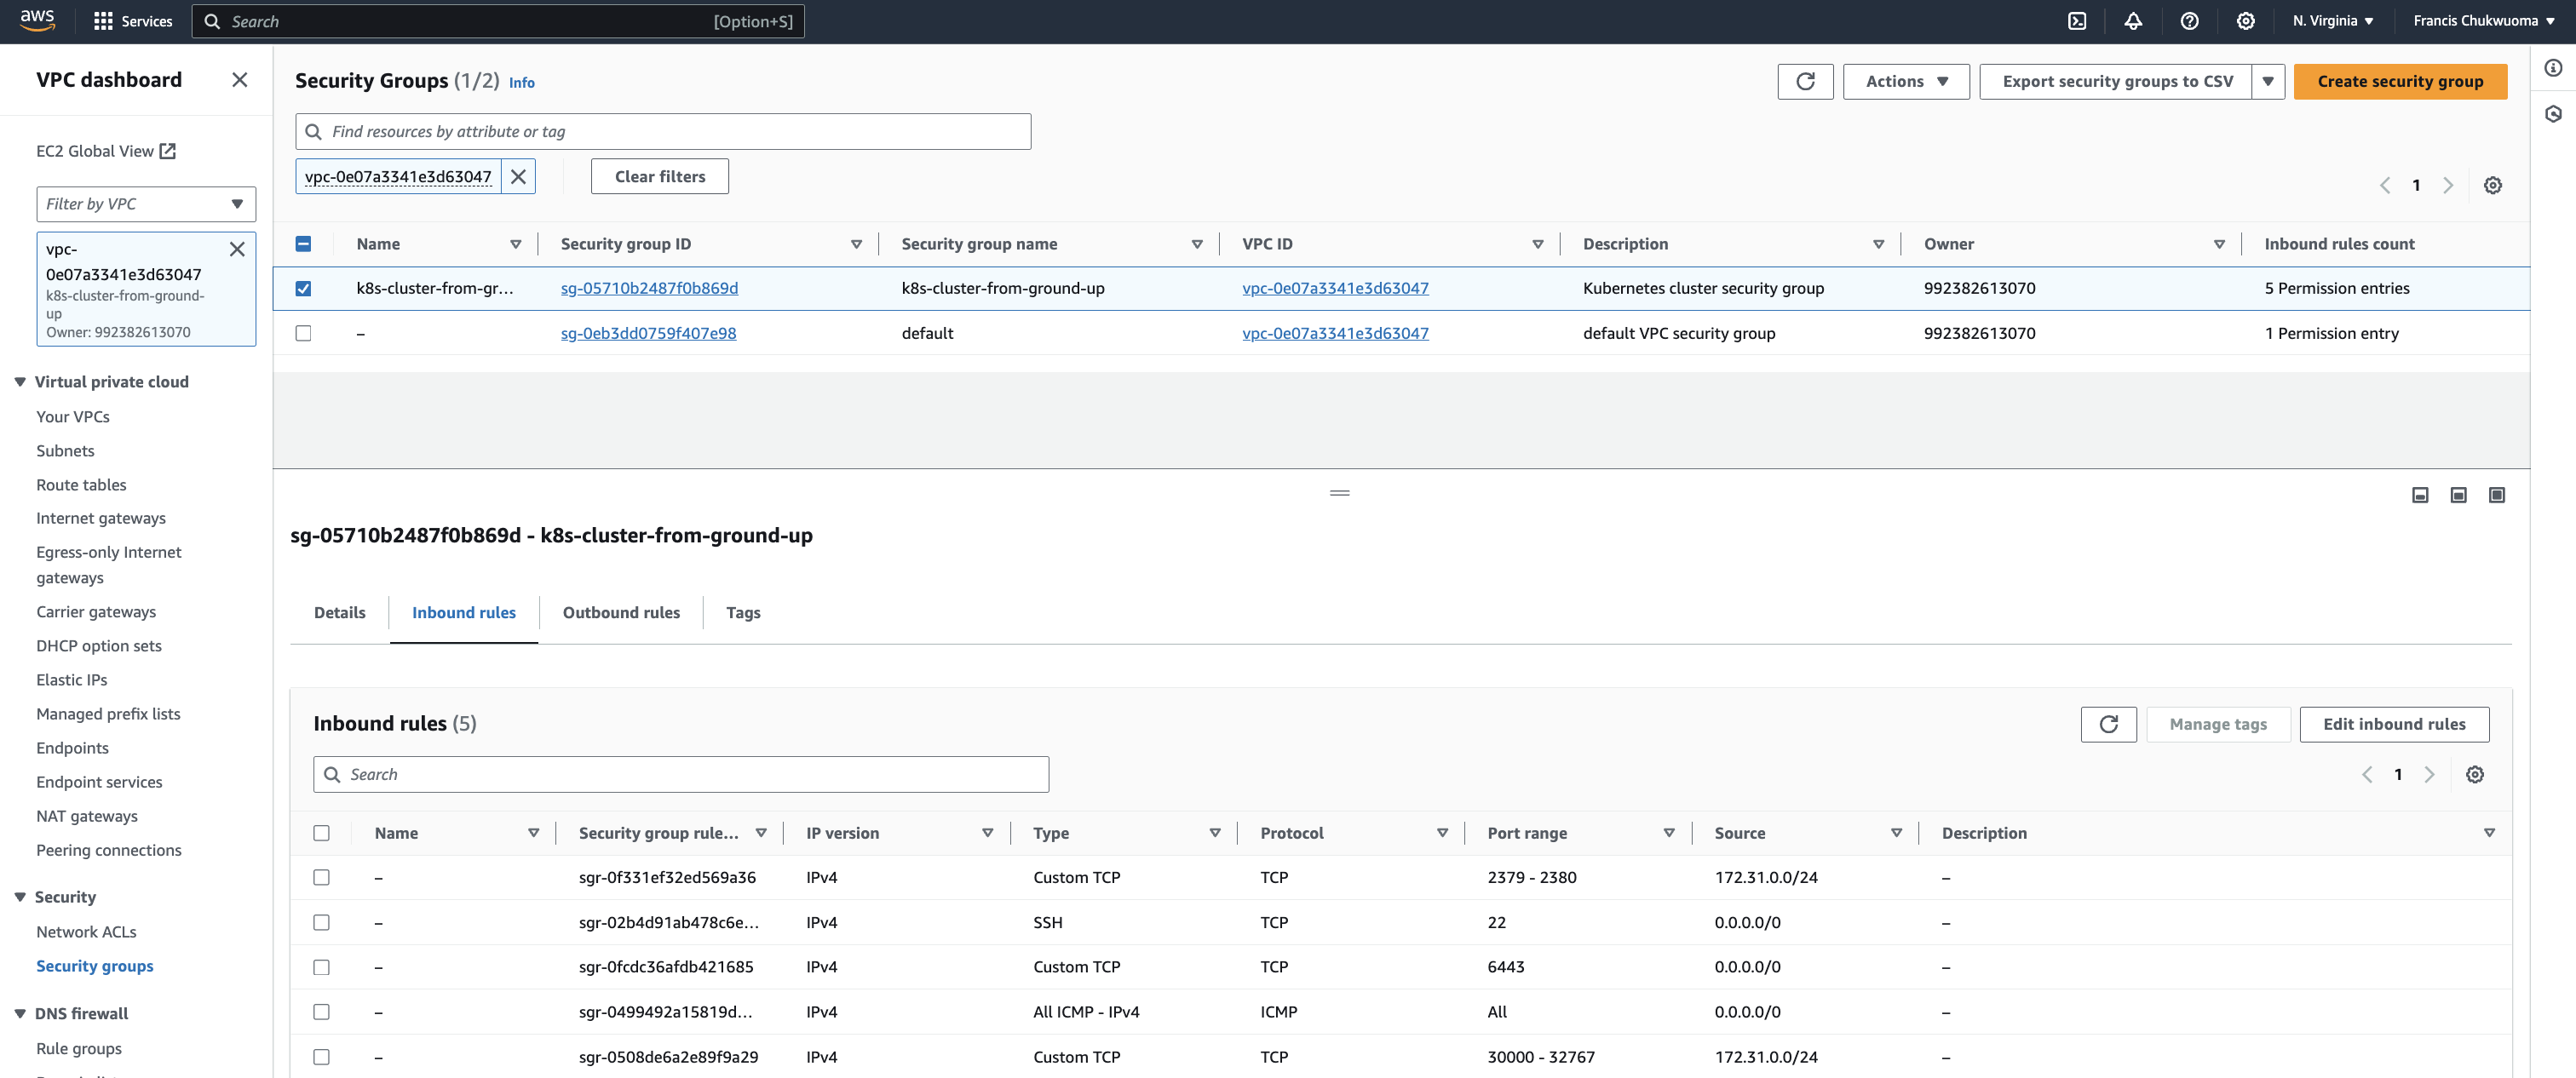 aws
Services
Search
[Option+S]
N. Virginia
Francis Chukwuoma
VPC dashboard
EC2 Global View
Filter by VPC
vpc-
0e07a3341e3d63047
k8s-cluster-from-ground-
up
Owner: 992382613070
Virtual private cloud
Your VPCs
Subnets
Route tables
Internet gateways
Egress-only Internet
gateways
Carrier gateways
DHCP option sets
Elastic IPs
Managed prefix lists
Endpoints
Endpoint services
NAT gateways
Peering connections
Security
Network ACLs
Security groups
DNS firewall
Rule groups
Security Groups (1/2) Info
Actions
Export security groups to CSV
Create security group
Find resources by attribute or tag
vpc-0e07a3341e3d63047
Clear filters
1
Name Security group ID Security group name VPC ID Description Owner Inbound rules count
k8s-cluster-from-gr... sg-05710b2487f0b869d k8s-cluster-from-ground-up vpc-0e07a3341e3d63047 Kubernetes cluster security group 992382613070 5 Permission entries
– sg-0eb3dd0759f407e98 default vpc-0e07a3341e3d63047 default VPC security group 992382613070 1 Permission entry
sg-05710b2487f0b869d - k8s-cluster-from-ground-up
Details Inbound rules Outbound rules Tags
Inbound rules (5)
Manage tags
Edit inbound rules
Search
1
Name Security group rule... IP version Type Protocol Port range Source Description
– sgr-0f331ef32ed569a36 IPv4 Custom TCP TCP 2379 - 2380 172.31.0.0/24 –
– sgr-02b4d91ab478c6e... IPv4 SSH TCP 22 0.0.0.0/0 –
– sgr-0fcdc36afdb421685 IPv4 Custom TCP TCP 6443 0.0.0.0/0 –
– sgr-0499492a15819d... IPv4 All ICMP - IPv4 ICMP All 0.0.0.0/0 –
– sgr-0508de6a2e89f9a29 IPv4 Custom TCP TCP 30000 - 32767 172.31.0.0/24 –